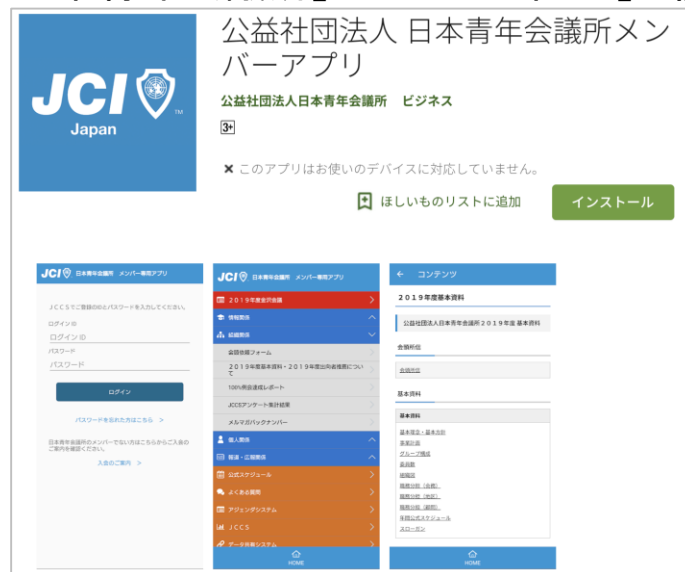 公益社団法人 日本青年会議所メン
バーアプリ
公益社団法人日本青年会議所 ビジネス
3+
✖ このアプリはお使いのデバイスに対応していません。
ほしいものリストに追加
インストール
JCI
TM
Japan
JCI 日本青年会議所 メンバー専用アプリ
JCCSでご登録のIDとパスワードを入力してください。
ログインID
ログインID
パスワード
パスワード
ログイン
パスワードを忘れた方はこちら >
日本青年会議所のメンバーでない方はこちらからご入会の
ご案内を確認ください。
入会のご案内 >
JCI 日本青年会議所 メンバー専用アプリ
2019年度金沢会議
情報関係
組織関係
会頭依頼フォーム
2019年度基本資料・2019年度出向者推薦につい
て
100%例会達成レポート
JCCSアンケート集計結果
メルマガバックナンバー
個人関係
報道・広報関係
公式スケジュール
よくある質問
アジェンダシステム
JCCS
データ共有システム
HOME
← コンテンツ
2019年度基本資料
公益社団法人日本青年会議所2019年度 基本資料
会頭所信
会頭所信
基本資料
基本資料
基本理念・基本方針
事業計画
グループ構成
委員数
組織図
職務分掌（会務）
職務分掌（地区）
職務分掌（顧問）
年間公式スケジュール
スローガン
HOME